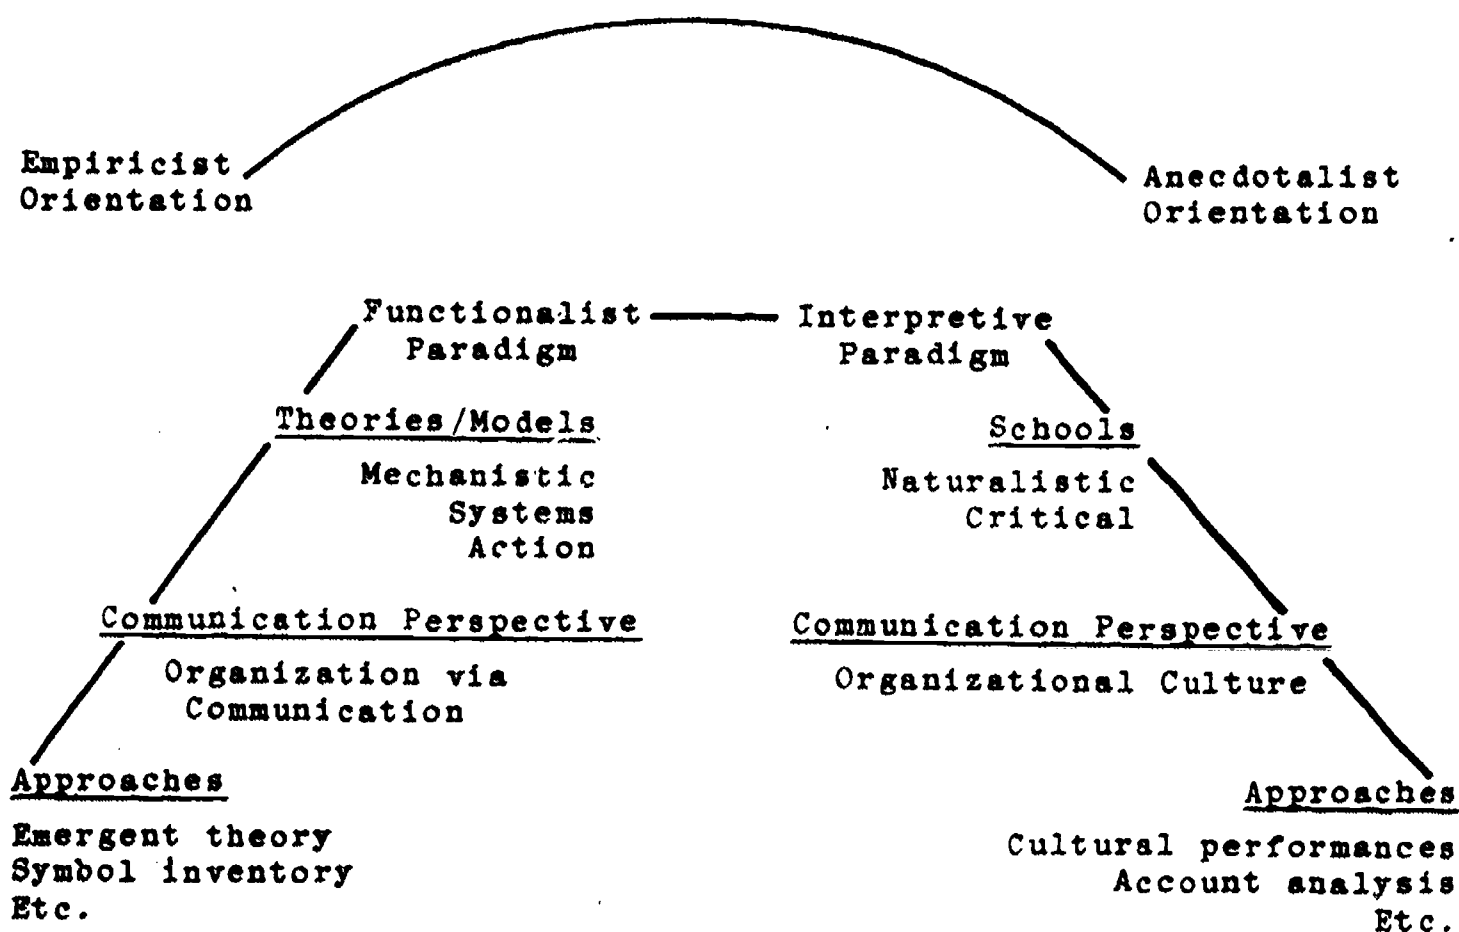 Empiricist
Orientation
Anecdotalist
Orientation
Functionalist
Paradigm
Interpretive
Paradigm
Theories/Models
Mechanistic
Systems
Action
Schools
Naturalistic
Critical
Communication Perspective
Organization via
Communication
Communication Perspective
Organizational Culture
Approaches
Emergent theory
Symbol inventory
Etc.
Approaches
Cultural performances
Account analysis
Etc.